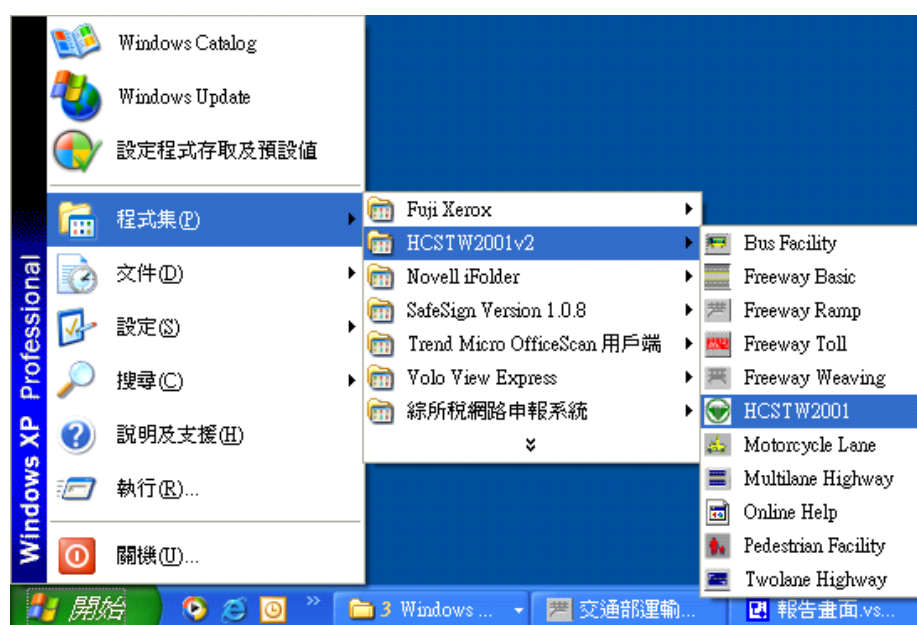 Windows Catalog
Windows Update
設定程式存取及預設值
程式集(P)
文件(D)
設定(S)
搜尋(C)
說明及支援(H)
執行(R)...
關機(U)...
Windows XP Professional
Fuji Xerox
HCSTW2001v2
Novell iFolder
SafeSign Version 1.0.8
Trend Micro OfficeScan 用戶端
Volo View Express
綜所稅網路申報系統
Bus Facility
Freeway Basic
Freeway Ramp
Freeway Toll
Freeway Weaving
HCSTW2001
Motorcycle Lane
Multilane Highway
Online Help
Pedestrian Facility
Twolane Highway
開始
3 Windows ...
交通部運輸...
報告畫面.vs...